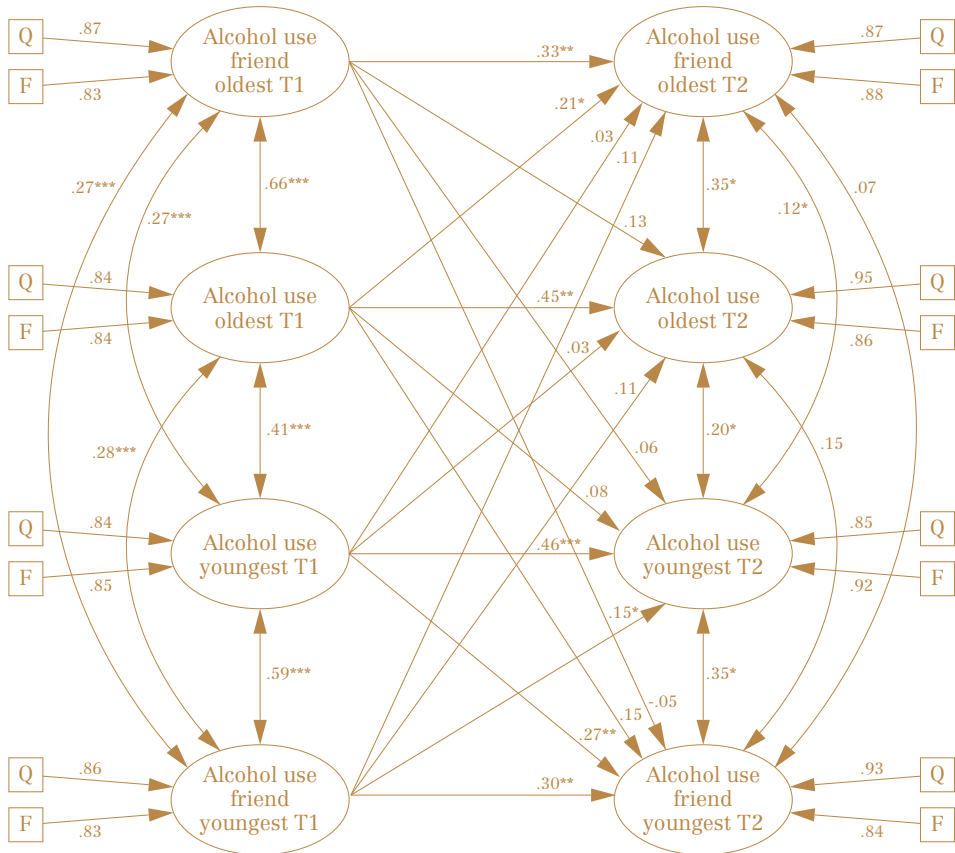 Q
.87
F
.83
Alcohol use
friend
oldest T1
.33**
.21*
.03
.11
Alcohol use
friend
oldest T2
.87
Q
.88
F
.27***
.27***
.66***
.13
.35*
.12*
.07
Q
.84
F
.84
Alcohol use
oldest T1
.45**
.03
.11
Alcohol use
oldest T2
.95
Q
.86
F
.28***
.41***
.06
.08
.20*
.15
Q
.84
F
.85
Alcohol use
youngest T1
.46***
.15*
Alcohol use
youngest T2
.85
Q
.92
F
.59***
.27**
.15
-.05
.35*
Q
.86
F
.83
Alcohol use
friend
youngest T1
.30**
Alcohol use
friend
youngest T2
.93
Q
.84
F